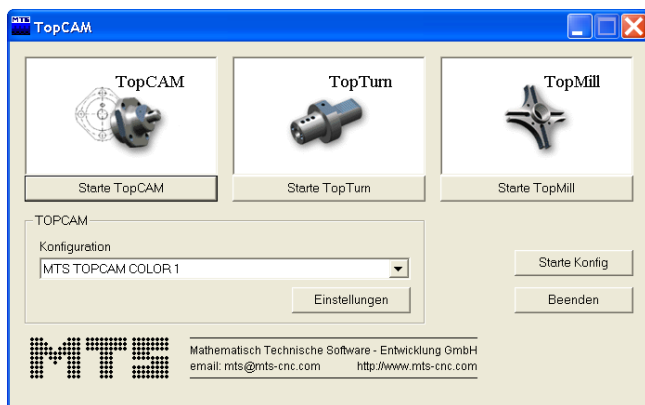 MTS TopCAM
TopCAM
TopTurn
TopMill
Starte TopCAM
Starte TopTurn
Starte TopMill
TOPCAM
Konfiguration
MTS TOPCAM COLOR 1
Starte Konfig
Einstellungen
Beenden
MTS
Mathematisch Technische Software - Entwicklung GmbH
email: mts@mts-cnc.com http://www.mts-cnc.com